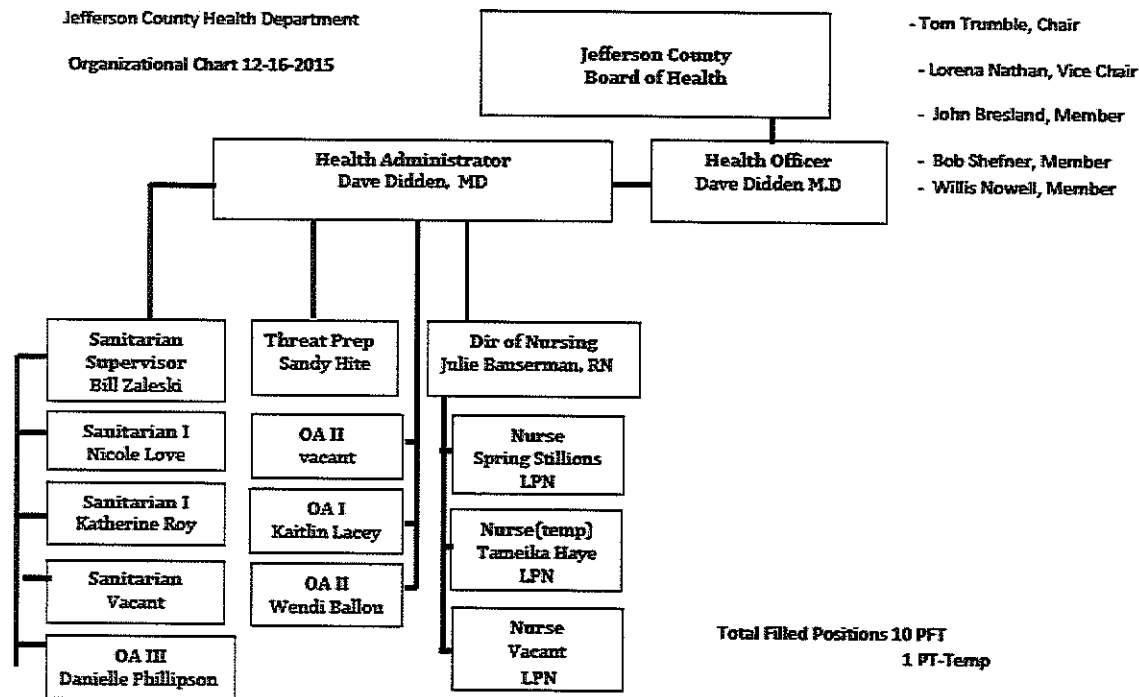 Jefferson County Health Department
Organizational Chart 12-16-2015
Jefferson County
Board of Health
- Tom Trumble, Chair
- Lorena Nathan, Vice Chair
- John Bresland, Member
- Bob Shefner, Member
- Willis Nowell, Member
Health Administrator
Dave Didden, MD
Health Officer
Dave Didden M.D
Sanitarian
Supervisor
Bill Zaleski
Sanitarian I
Nicole Love
Sanitarian I
Katherine Roy
Sanitarian
Vacant
OA III
Danielle Phillipson
Threat Prep
Sandy Hite
OA II
vacant
OA I
Kaitlin Lacey
OA II
Wendi Ballou
Dir of Nursing
Julie Bauserman, RN
Nurse
Spring Stillions
LPN
Nurse(temp)
Tameika Haye
LPN
Nurse
Vacant
LPN
Total Filled Positions 10 PFT
1 PT-Temp